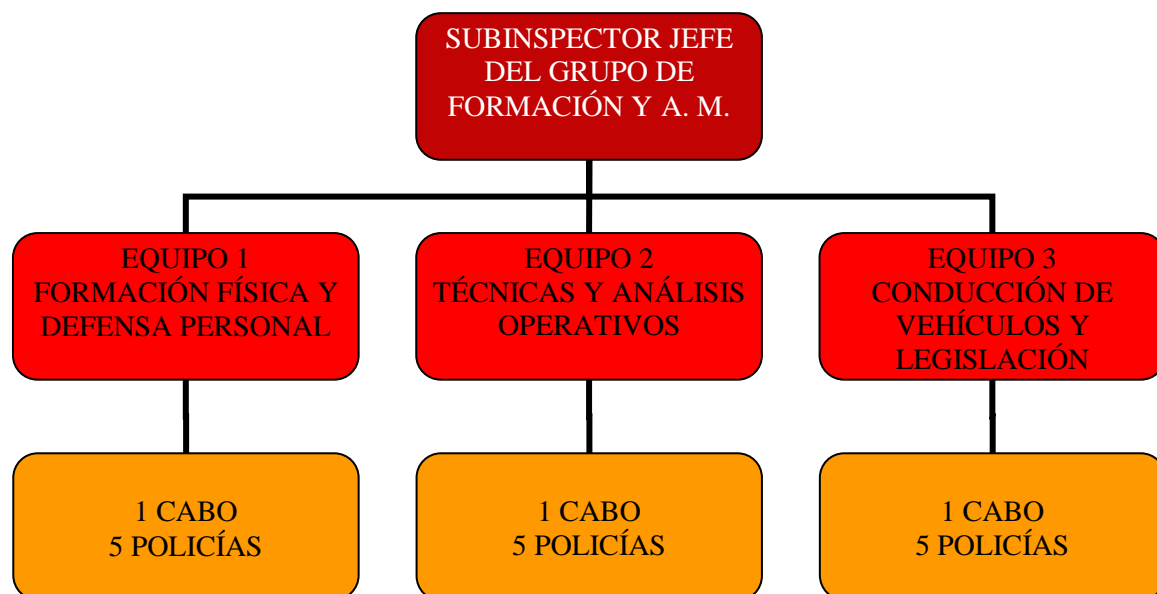 SUBINSPECTOR JEFE
DEL GRUPO DE
FORMACIÓN Y A. M.
EQUIPO 1
FORMACIÓN FÍSICA Y
DEFENSA PERSONAL
EQUIPO 2
TÉCNICAS Y ANÁLISIS
OPERATIVOS
EQUIPO 3
CONDUCCIÓN DE
VEHÍCULOS Y
LEGISLACIÓN
1 CABO
5 POLICÍAS
1 CABO
5 POLICÍAS
1 CABO
5 POLICÍAS